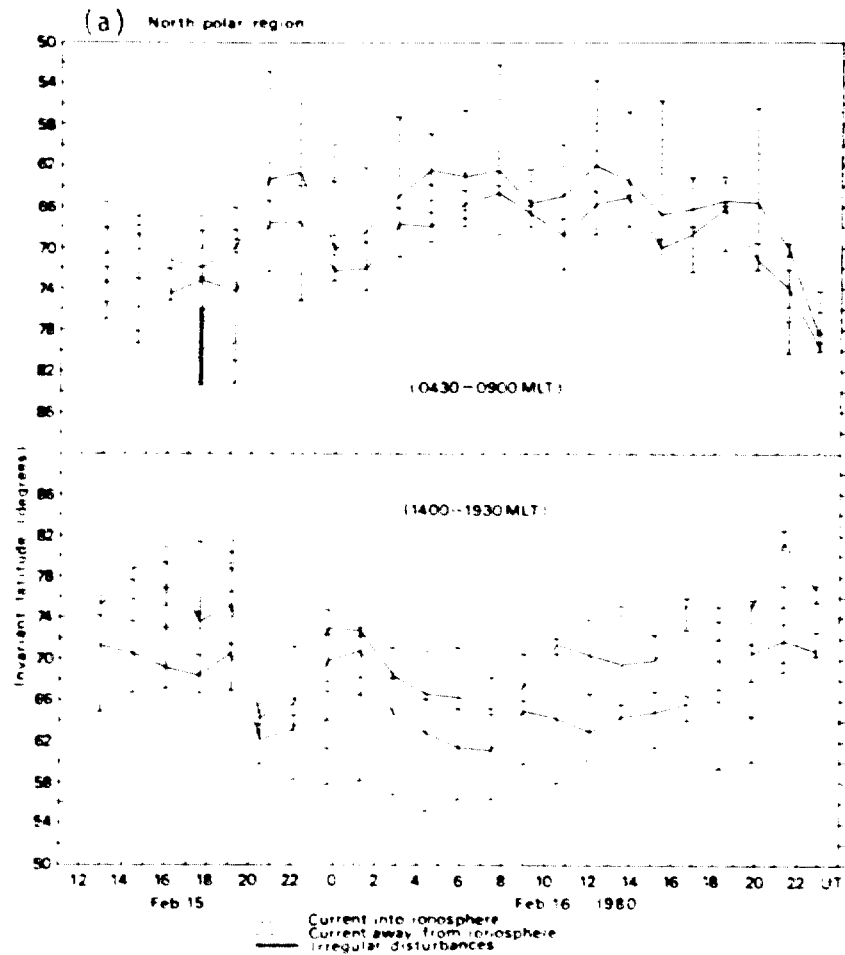 (a) North polar region
50
54
58
62
66
70
74
78
82
86
(0430-0900 MLT)
Invariant latitude (degrees)
(1400-1930 MLT)
86
82
78
74
70
66
62
58
54
50
12 14 16 18 20 22 0 2 4 6 8 10 12 14 16 18 20 22 UT
Feb 15 Feb 16 1980
Current into ionosphere
Current away from ionosphere
Irregular disturbances